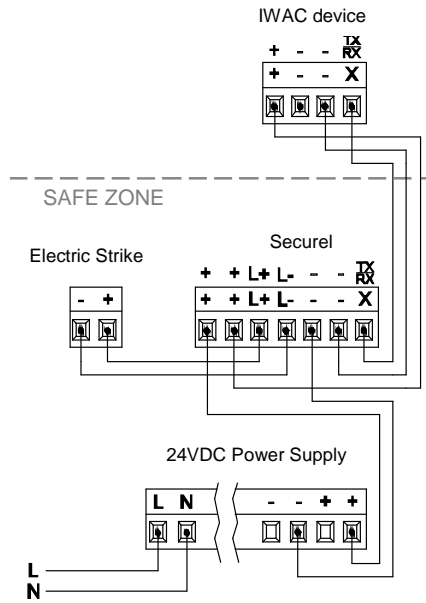 IWAC device
+ - - TX RX
+ - - X
SAFE ZONE
Electric Strike
Securel
+ + L+ L- - - TX RX
- +
+ + L+ L- - - X
24VDC Power Supply
L N - - + +
L
N